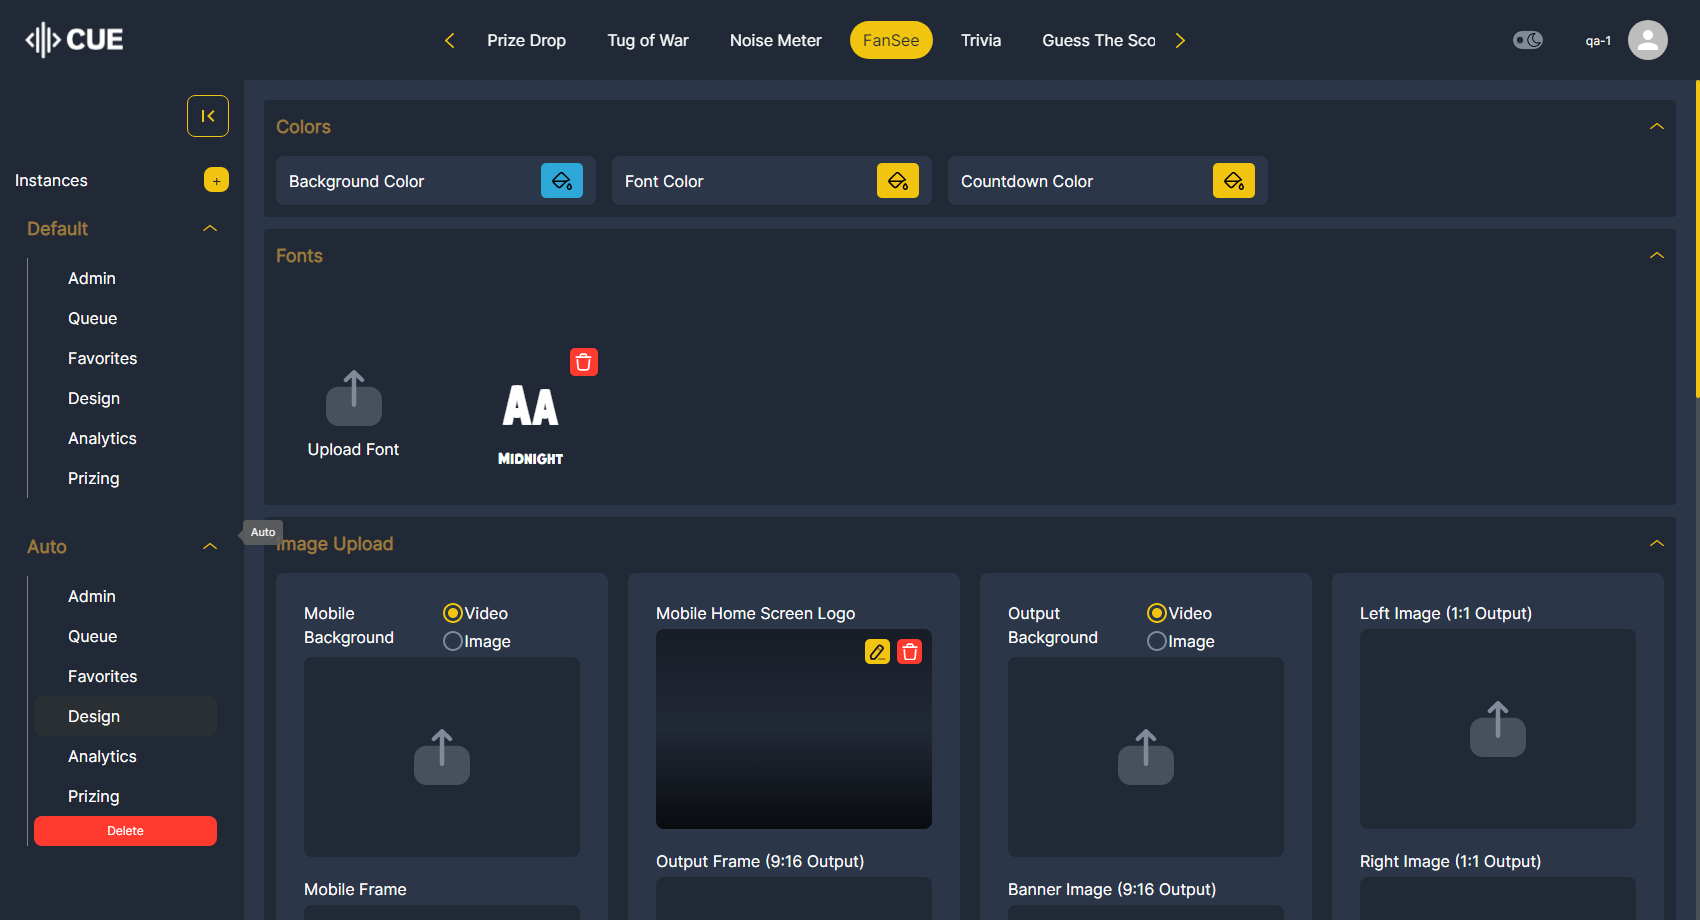 CUE
Prize Drop
Tug of War
Noise Meter
FanSee
Trivia
Guess The Sco
qa-1
Instances
+
Default
Admin
Queue
Favorites
Design
Analytics
Prizing
Auto
Admin
Queue
Favorites
Design
Analytics
Prizing
Delete
Auto
Colors
Background Color
Font Color
Countdown Color
Fonts
Upload Font
AA
MIDNIGHT
Image Upload
Mobile
Background
Video
Image
Mobile Home Screen Logo
Output
Background
Video
Image
Left Image (1:1 Output)
Mobile Frame
Output Frame (9:16 Output)
Banner Image (9:16 Output)
Right Image (1:1 Output)